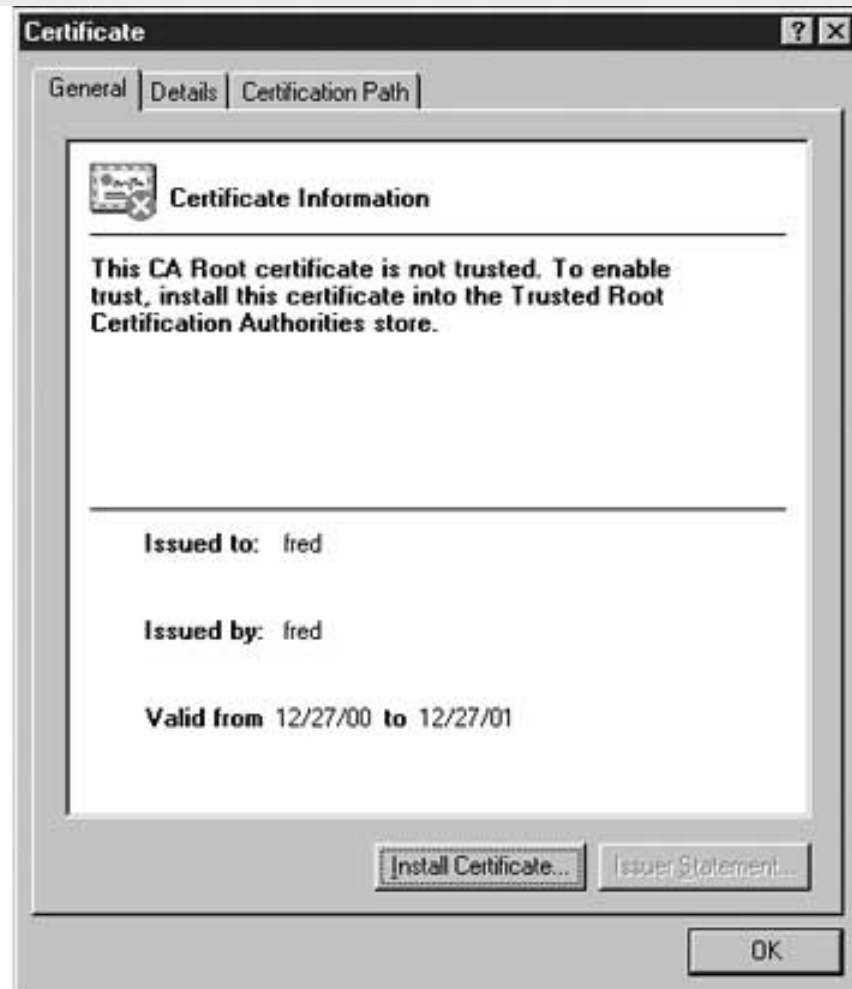 Certificate
General
Details
Certification Path
Certificate Information
This CA Root certificate is not trusted. To enable
trust, install this certificate into the Trusted Root
Certification Authorities store.
Issued to: fred
Issued by: fred
Valid from 12/27/00 to 12/27/01
Install Certificate...
Issuer Statement...
OK